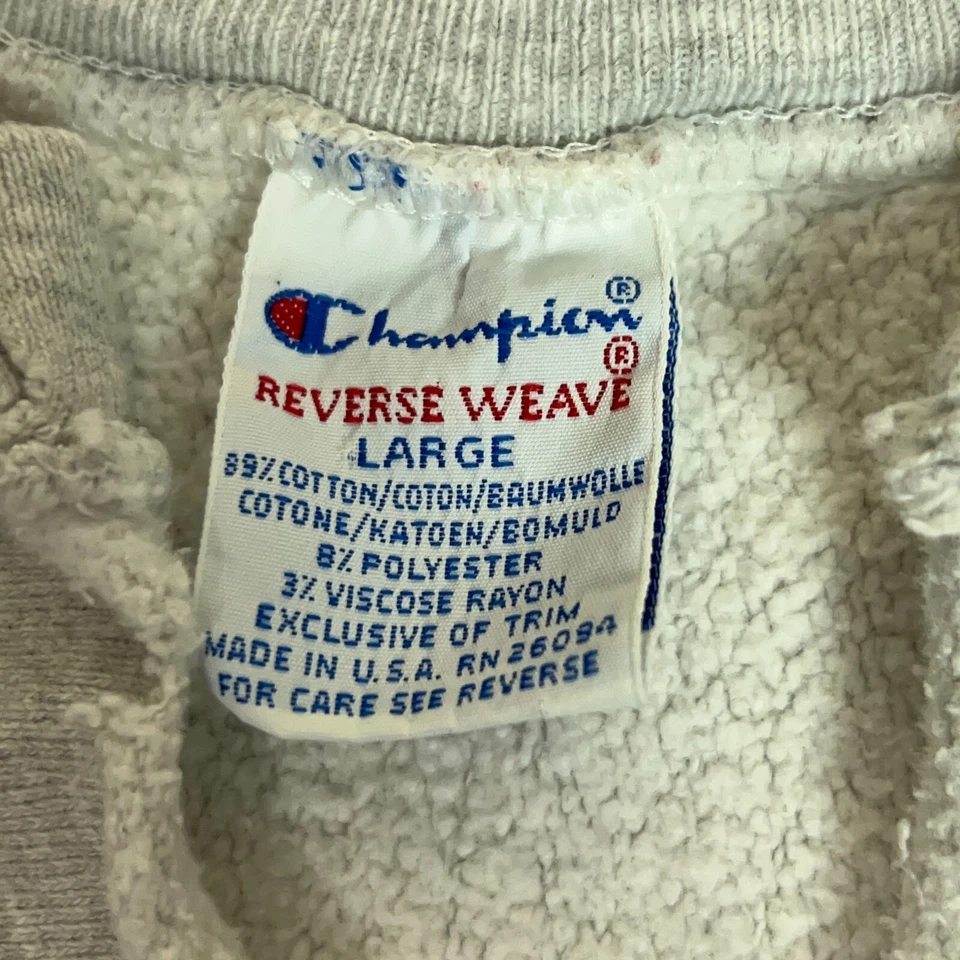 Champion®
REVERSE WEAVE®
LARGE
89% COTTON/COTON/BAUMWOLLE
COTONE/KATOEN/BOMULD
8% POLYESTER
3% VISCOSE RAYON
EXCLUSIVE OF TRIM
MADE IN U.S.A. RN 26094
FOR CARE SEE REVERSE